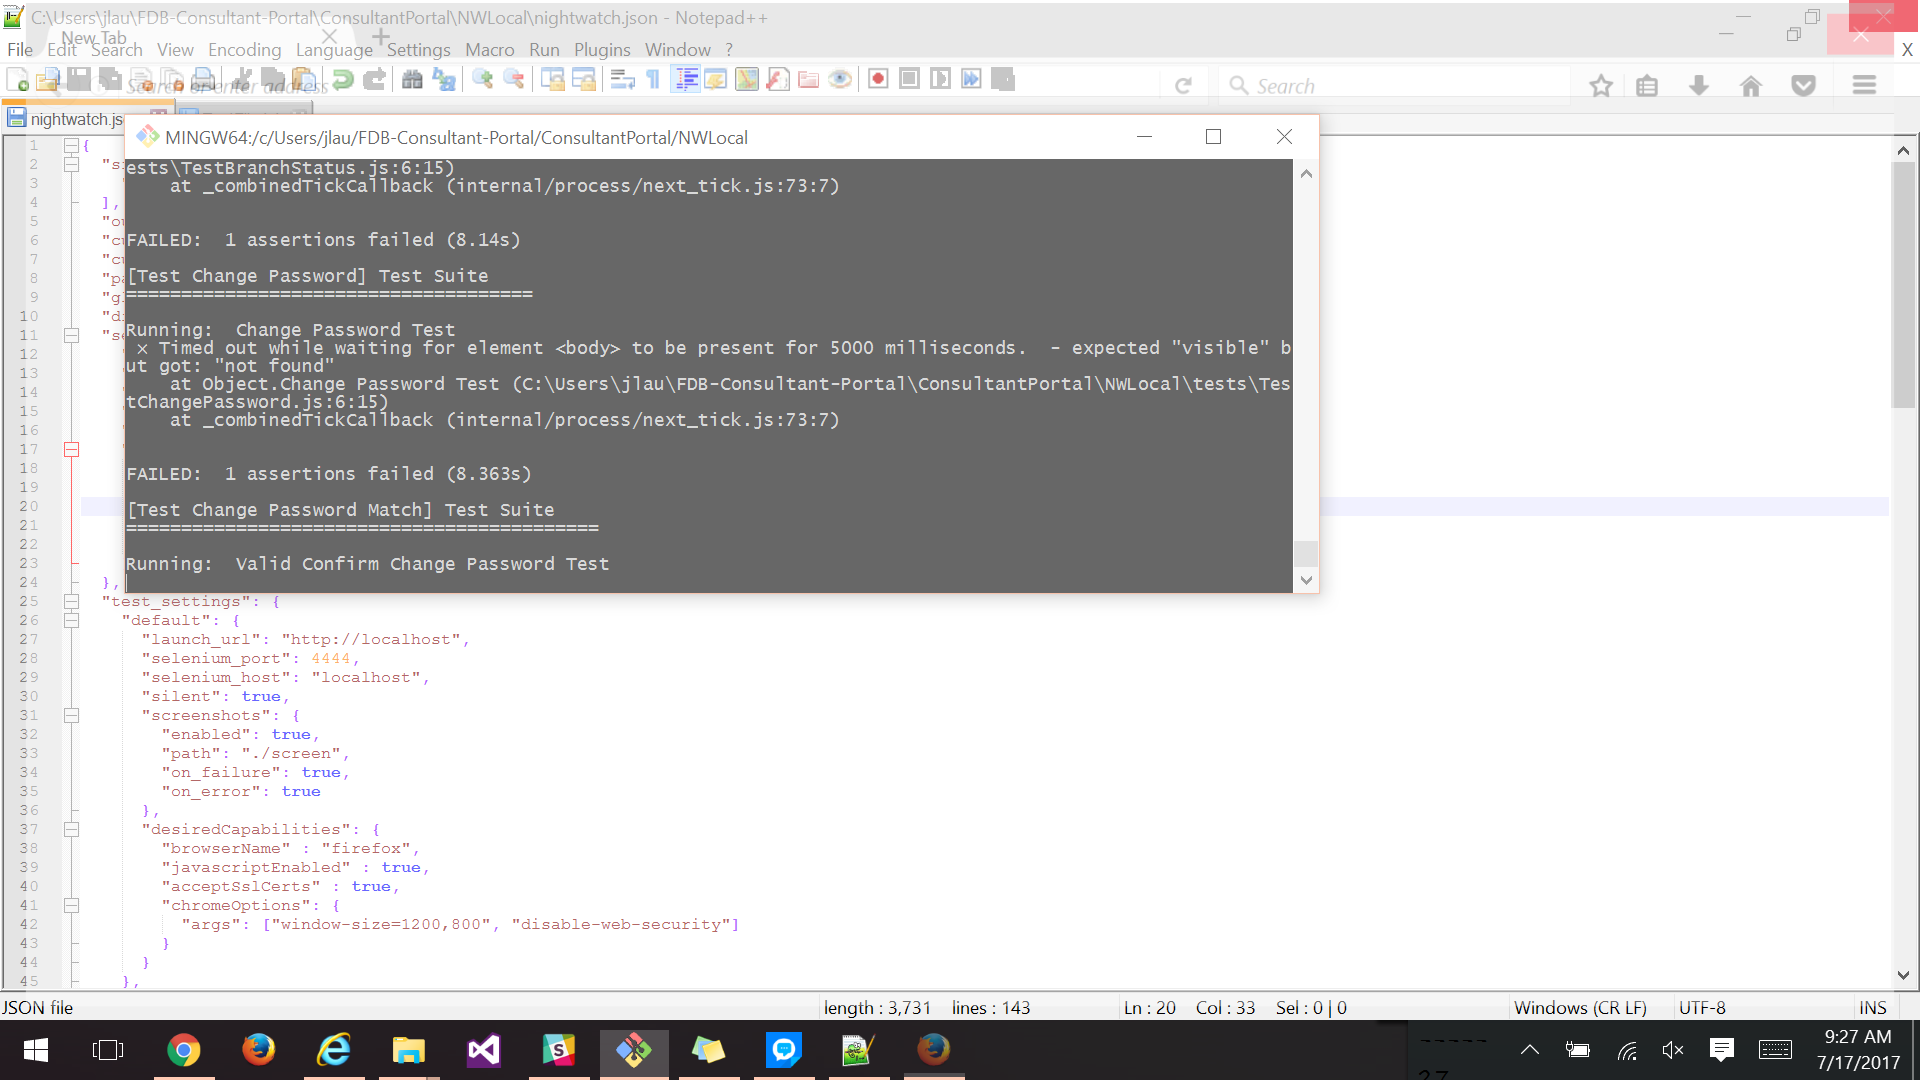 C:\Users\jlau\FDB-Consultant-Portal\ConsultantPortal\NWLocal\nightwatch.json - Notepad++
New Tab
File Edit Search View Encoding Language Settings Macro Run Plugins Window ? X
Search or enter address
Search
nightwatch.js
MINGW64:/c/Users/jlau/FDB-Consultant-Portal/ConsultantPortal/NWLocal
ests\TestBranchStatus.js:6:15)
at _combinedTickCallback (internal/process/next_tick.js:73:7)
FAILED: 1 assertions failed (8.14s)
[Test Change Password] Test Suite
=====================================
Running: Change Password Test
× Timed out while waiting for element <body> to be present for 5000 milliseconds. - expected "visible" b
ut got: "not found"
at Object.Change Password Test (C:\Users\jlau\FDB-Consultant-Portal\ConsultantPortal\NWLocal\tests\Tes
tChangePassword.js:6:15)
at _combinedTickCallback (internal/process/next_tick.js:73:7)
FAILED: 1 assertions failed (8.363s)
[Test Change Password Match] Test Suite
===========================================
Running: Valid Confirm Change Password Test
1 {
2 "s
3
4 ],
5 "o
6 "c
7 "c
8 "p
9 "g
10 "d
11 "s
12
13
14
15
16
17
18
19
20
21
22
23
24 },
25 "test_settings": {
26 "default": {
27 "launch_url": "http://localhost",
28 "selenium_port": 4444,
29 "selenium_host": "localhost",
30 "silent": true,
31 "screenshots": {
32 "enabled": true,
33 "path": "./screen",
34 "on_failure": true,
35 "on_error": true
36 },
37 "desiredCapabilities": {
38 "browserName" : "firefox",
39 "javascriptEnabled" : true,
40 "acceptSslCerts" : true,
41 "chromeOptions": {
42 "args": ["window-size=1200,800", "disable-web-security"]
43 }
44 }
45 },
JSON file length : 3,731 lines : 143 Ln : 20 Col : 33 Sel : 0 | 0 Windows (CR LF) UTF-8 INS
9:27 AM
7/17/2017